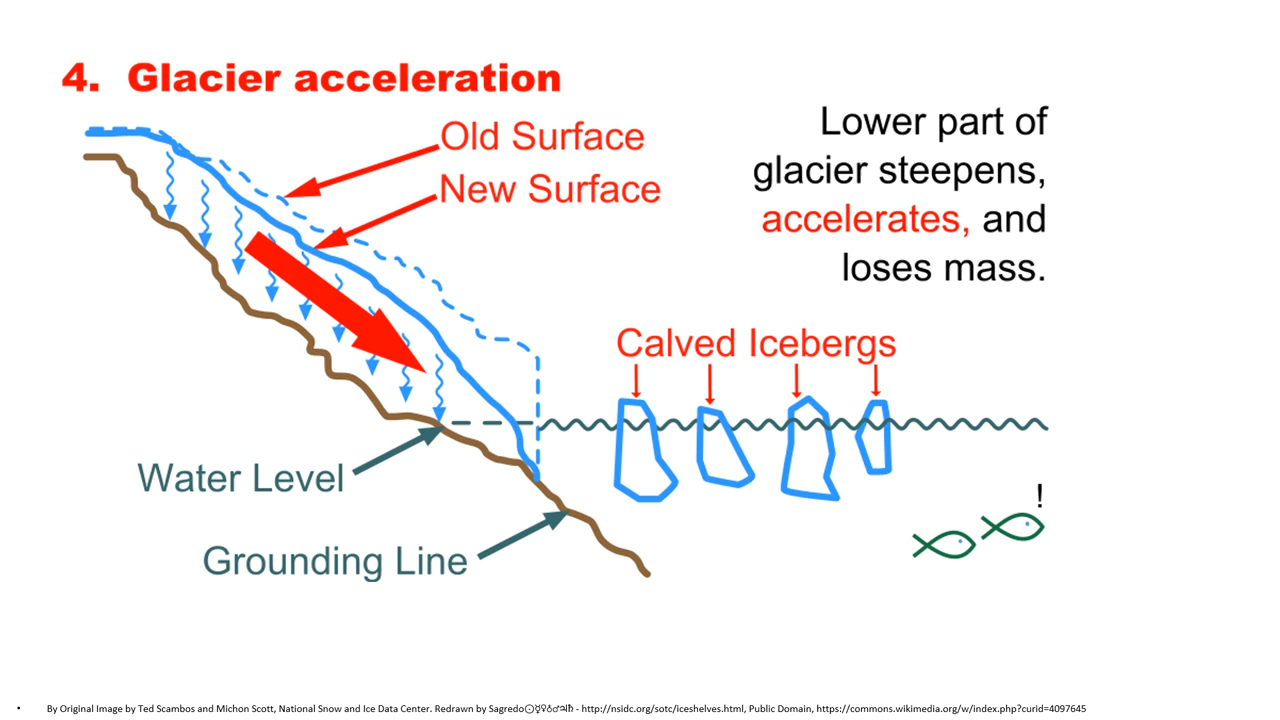 4. Glacier acceleration
Old Surface
New Surface
Lower part of
glacier steepens,
accelerates, and
loses mass.
Calved Icebergs
Water Level
Grounding Line
!
• By Original Image by Ted Scambos and Michon Scott, National Snow and Ice Data Center. Redrawn by Sagredo⊙☿♀♁♂♃♄ - http://nsidc.org/sotc/iceshelves.html, Public Domain, https://commons.wikimedia.org/w/index.php?curid=4097645